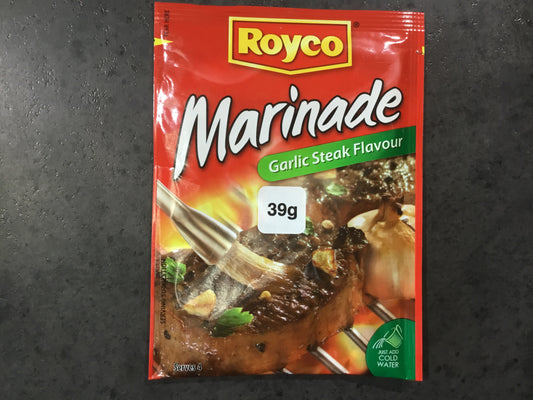 Royco
Marinade
Garlic Steak Flavour
39g
JUST ADD
COLD
WATER
Serves 4